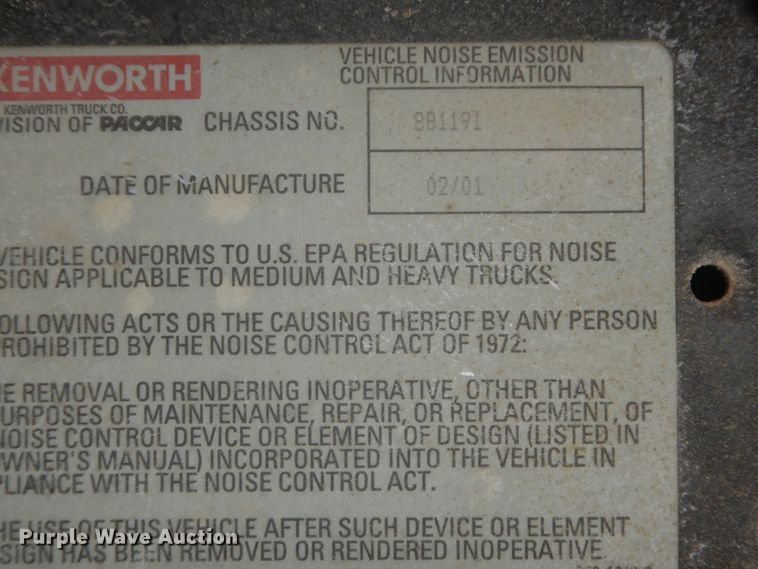 KENWORTH
VEHICLE NOISE EMISSION
CONTROL INFORMATION
KENWORTH TRUCK CO.
VISION OF PACCAR CHASSIS NO. 881191
DATE OF MANUFACTURE 02/01
VEHICLE CONFORMS TO U.S. EPA REGULATION FOR NOISE
SION APPLICABLE TO MEDIUM AND HEAVY TRUCKS.
OLLOWING ACTS OR THE CAUSING THEREOF BY ANY PERSON
PROHIBITED BY THE NOISE CONTROL ACT OF 1972:
HE REMOVAL OR RENDERING INOPERATIVE, OTHER THAN
URPOSES OF MAINTENANCE, REPAIR, OR REPLACEMENT, OF
NOISE CONTROL DEVICE OR ELEMENT OF DESIGN (LISTED IN
OWNER'S MANUAL) INCORPORATED INTO THE VEHICLE IN
PLIANCE WITH THE NOISE CONTROL ACT.
HE USE OF THIS VEHICLE AFTER SUCH DEVICE OR ELEMENT
SIGN HAS BEEN REMOVED OR RENDERED INOPERATIVE
Purple Wave Auction